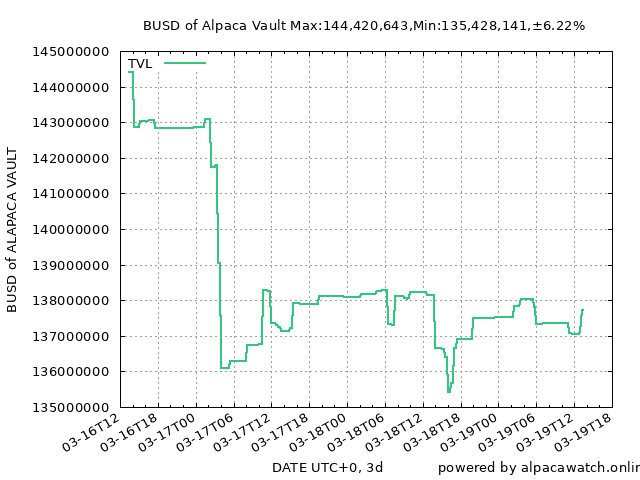 BUSD of Alpaca Vault Max:144,420,643,Min:135,428,141,±6.22%
TVL
145000000
144000000
143000000
142000000
141000000
140000000
139000000
138000000
137000000
136000000
135000000
BUSD of ALAPACA VAULT
03-16T12
03-16T18
03-17T00
03-17T06
03-17T12
03-17T18
03-18T00
03-18T06
03-18T12
03-18T18
03-19T00
03-19T06
03-19T12
03-19T18
DATE UTC+0, 3d
powered by alpacawatch.onlin